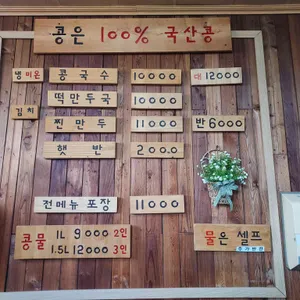 콩은 100% 국산콩
냉 미온 콩국수 10000 대 12000
떡만두국 10000
김치 찐만두 11000 반 6000
햇반 2000
전메뉴 포장 11000
콩물 1L 9000 2인
1.5L 12000 3인
물은 셀프